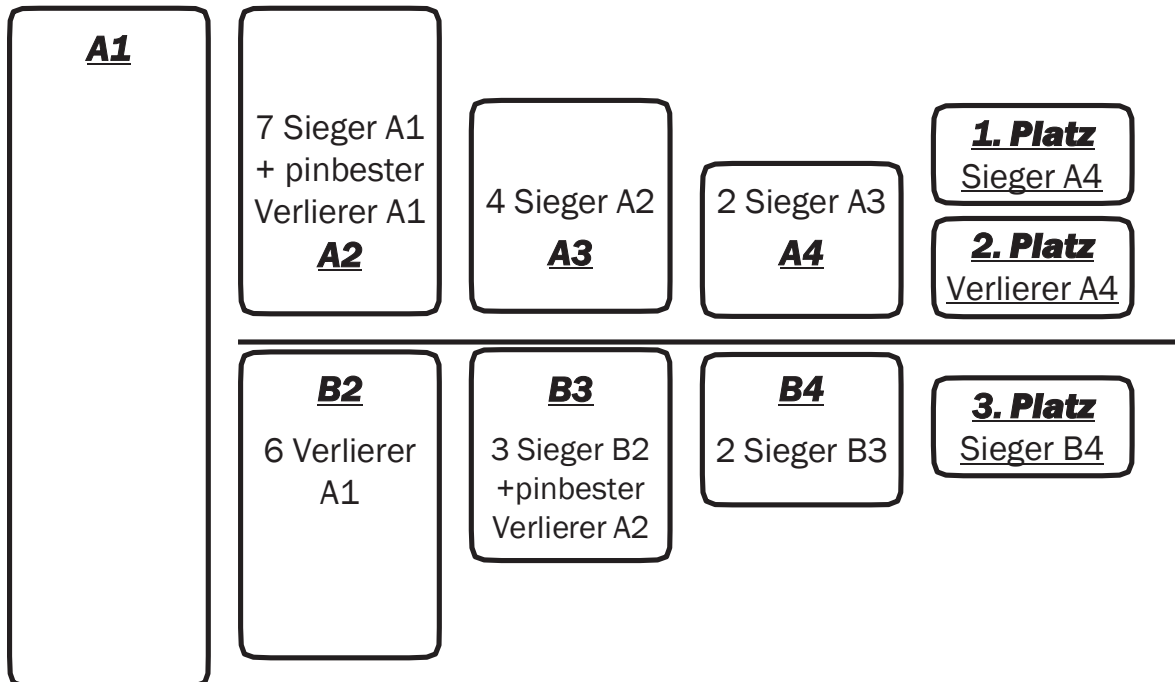 A1
7 Sieger A1
+ pinbester
Verlierer A1
A2
4 Sieger A2
A3
2 Sieger A3
A4
1. Platz
Sieger A4
2. Platz
Verlierer A4
B2
6 Verlierer
A1
B3
3 Sieger B2
+pinbester
Verlierer A2
B4
2 Sieger B3
3. Platz
Sieger B4